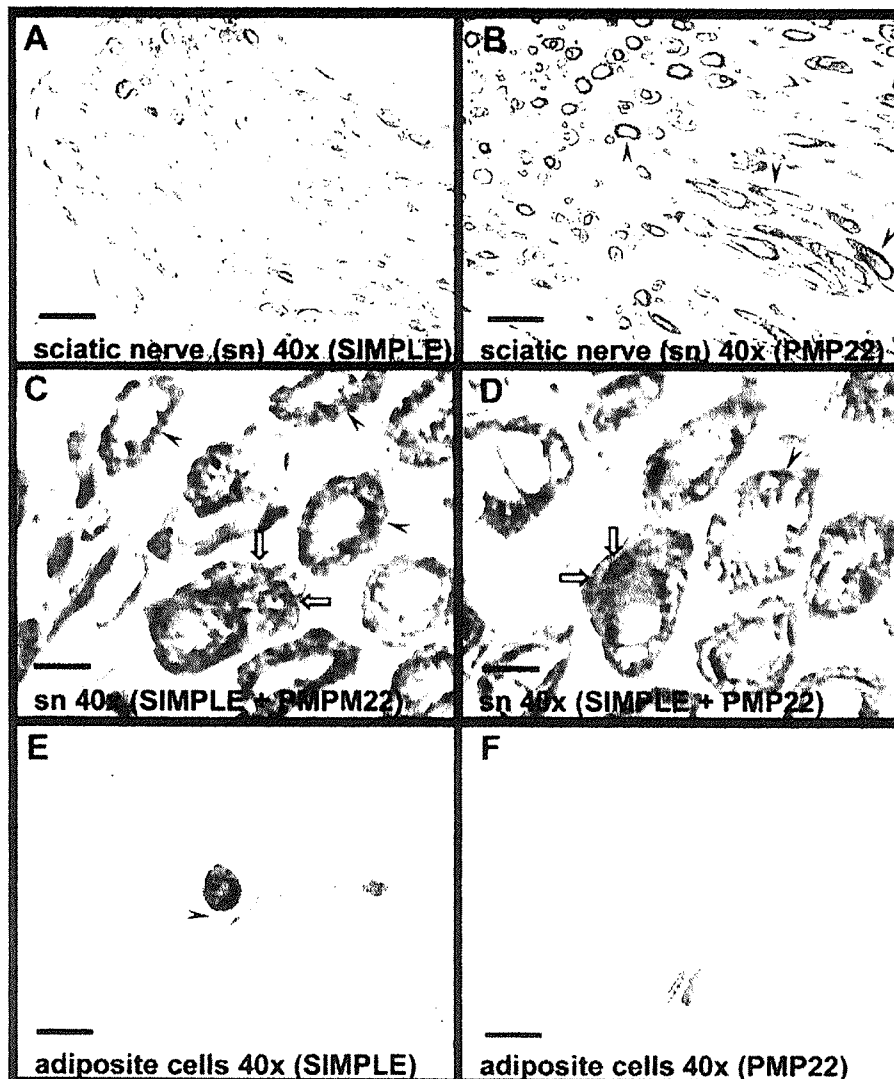 A
B
sciatic nerve (sn) 40x (SIMPLE)
sciatic nerve (sn) 40x (PMP22)
C
D
sn 40x (SIMPLE + PMPM22)
sn 40x (SIMPLE + PMP22)
E
F
adiposite cells 40x (SIMPLE)
adiposite cells 40x (PMP22)